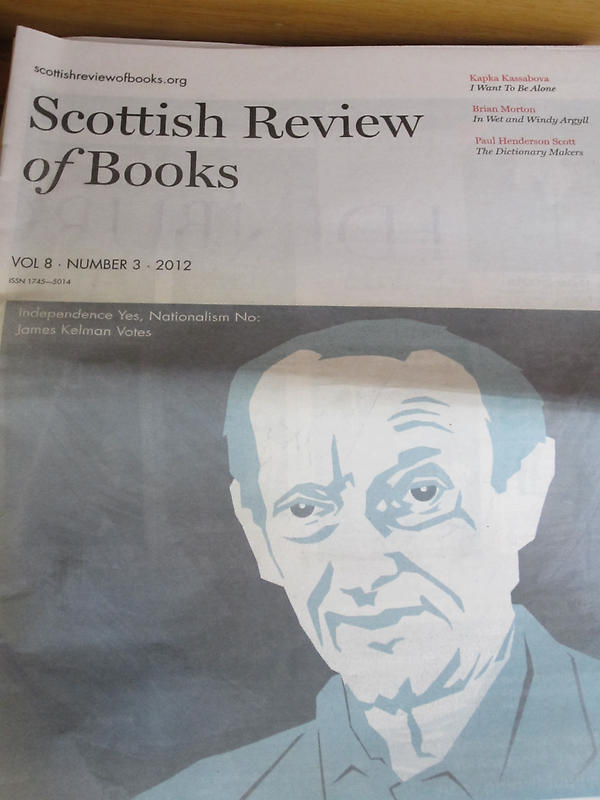 scottishreviewofbooks.org
Scottish Review
of Books
Kapka Kassabova
I Want To Be Alone
Brian Morton
In Wet and Windy Argyll
Paul Henderson Scott
The Dictionary Makers
VOL 8 · NUMBER 3 · 2012
ISSN 1745—5014
Independence Yes, Nationalism No:
James Kelman Votes